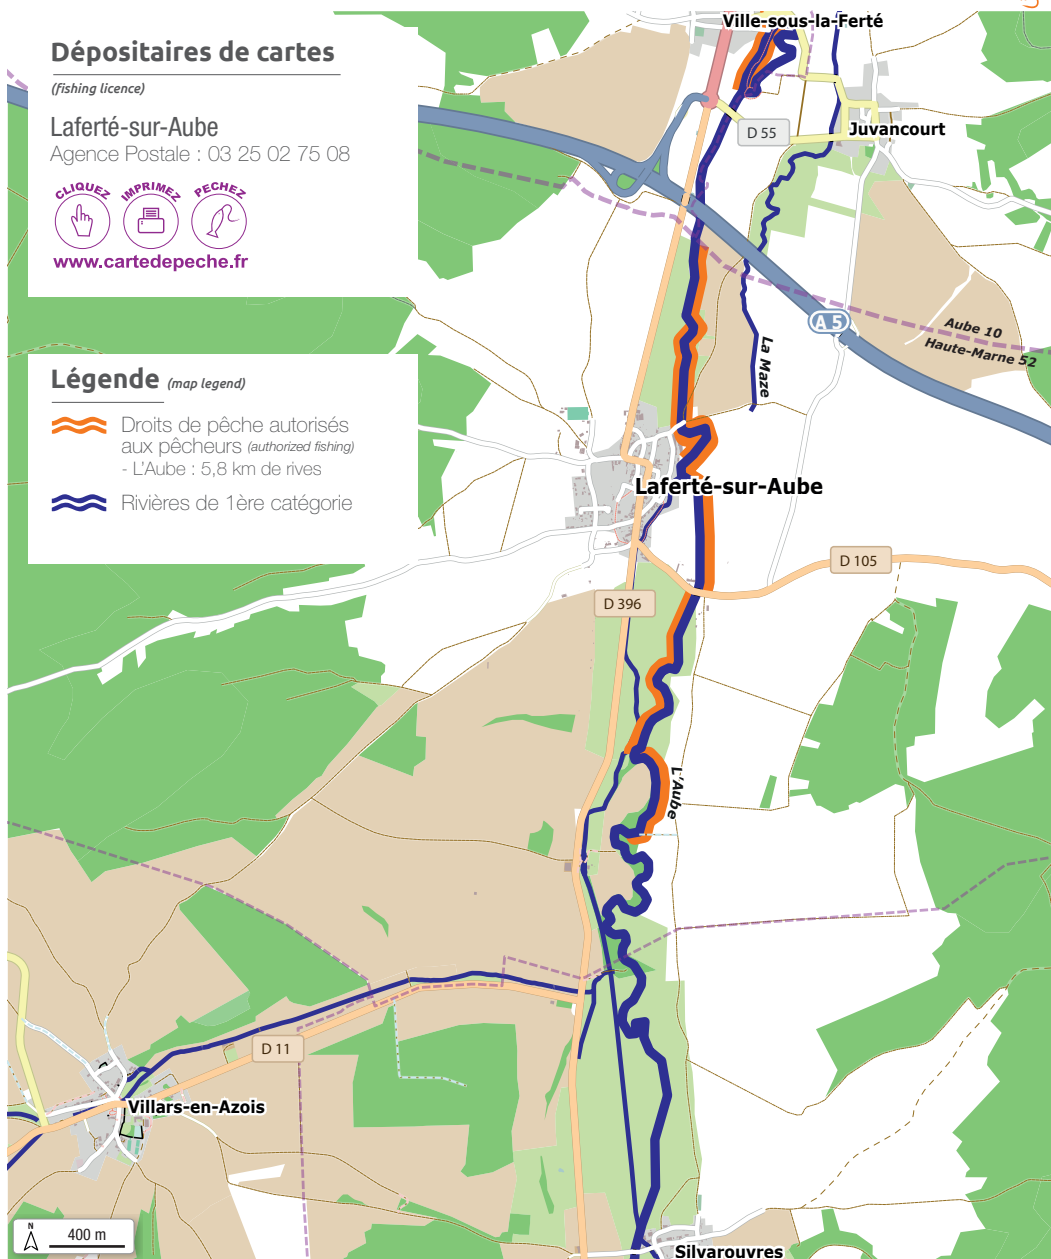 Dépositaires de cartes
(fishing licence)
Laferté-sur-Aube
Agence Postale : 03 25 02 75 08
CLIQUEZ IMPRIMEZ PECHEZ
www.cartedepeche.fr
Légende (map legend)
Droits de pêche autorisés
aux pêcheurs (authorized fishing)
- L'Aube : 5,8 km de rives
Rivières de 1ère catégorie
Ville-sous-la-Ferté
D 55
Juvancourt
A 5
Aube 10
Haute-Marne 52
La Maze
Laferté-sur-Aube
D 105
D 396
L'Aube
D 11
Villars-en-Azois
N
400 m
Silvarouvres